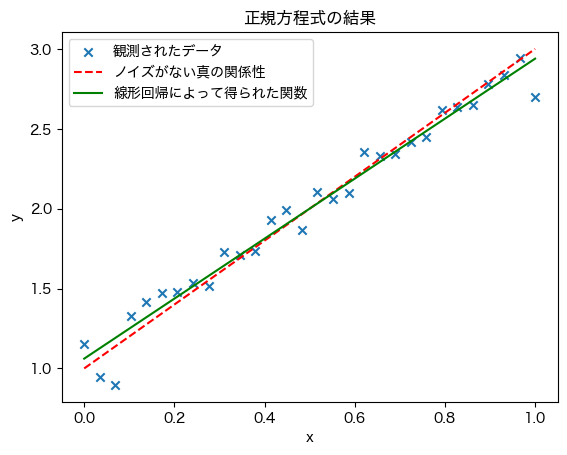 正規方程式の結果
観測されたデータ
ノイズがない真の関係性
線形回帰によって得られた関数
3.0
2.5
2.0
1.5
1.0
y
0.0 0.2 0.4 0.6 0.8 1.0
x